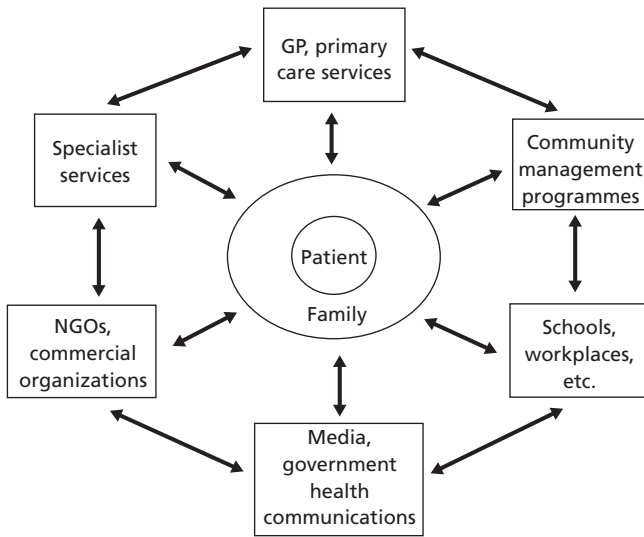 GP, primary
care services
Specialist
services
Community
management
programmes
Patient
Family
NGOs,
commercial
organizations
Schools,
workplaces,
etc.
Media,
government
health
communications